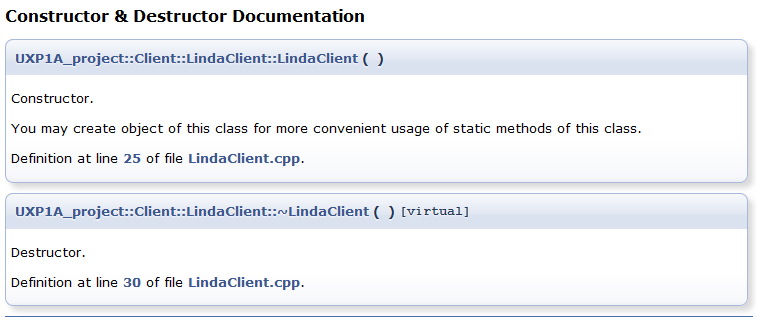 Constructor & Destructor Documentation
UXP1A_project::Client::LindaClient::LindaClient ( )
Constructor.
You may create object of this class for more convenient usage of static methods of this class.
Definition at line 25 of file LindaClient.cpp.
UXP1A_project::Client::LindaClient::~LindaClient ( ) [virtual]
Destructor.
Definition at line 30 of file LindaClient.cpp.